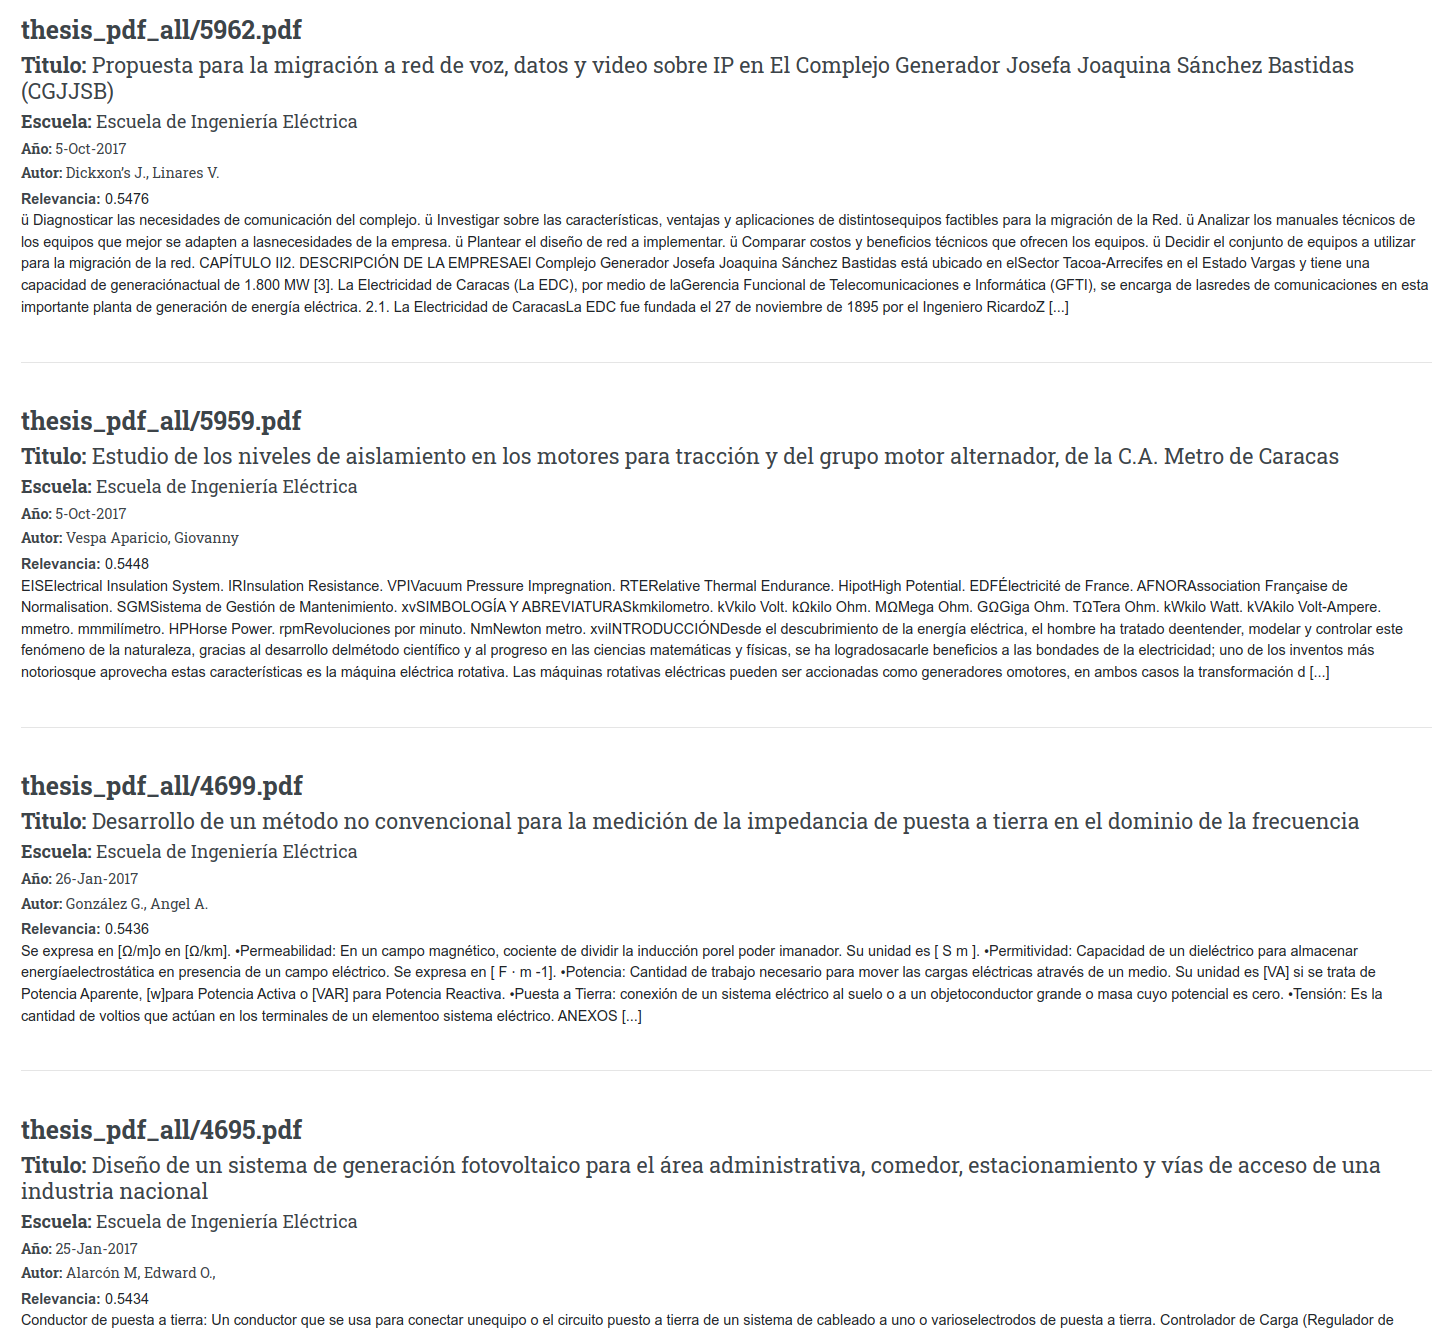 thesis_pdf_all/5962.pdf
Titulo: Propuesta para la migración a red de voz, datos y video sobre IP en El Complejo Generador Josefa Joaquina Sánchez Bastidas
(CGJJSB)
Escuela: Escuela de Ingeniería Eléctrica
Año: 5-Oct-2017
Autor: Dickxon's J., Linares V.
Relevancia: 0.5476
ü Diagnosticar las necesidades de comunicación del complejo. ü Investigar sobre las características, ventajas y aplicaciones de distintosequipos factibles para la migración de la Red. ü Analizar los manuales técnicos de
los equipos que mejor se adapten a lasnecesidades de la empresa. ü Plantear el diseño de red a implementar. ü Comparar costos y beneficios técnicos que ofrecen los equipos. ü Decidir el conjunto de equipos a utilizar
para la migración de la red. CAPÍTULO II2. DESCRIPCIÓN DE LA EMPRESAEl Complejo Generador Josefa Joaquina Sánchez Bastidas está ubicado en elSector Tacoa-Arrecifes en el Estado Vargas y tiene una
capacidad de generaciónactual de 1.800 MW [3]. La Electricidad de Caracas (La EDC), por medio de laGerencia Funcional de Telecomunicaciones e Informática (GFTI), se encarga de lasredes de comunicaciones en esta
importante planta de generación de energía eléctrica. 2.1. La Electricidad de CaracasLa EDC fue fundada el 27 de noviembre de 1895 por el Ingeniero RicardoZ [...]
thesis_pdf_all/5959.pdf
Titulo: Estudio de los niveles de aislamiento en los motores para tracción y del grupo motor alternador, de la C.A. Metro de Caracas
Escuela: Escuela de Ingeniería Eléctrica
Año: 5-Oct-2017
Autor: Vespa Aparicio, Giovanny
Relevancia: 0.5448
EISElectrical Insulation System. IRInsulation Resistance. VPIVacuum Pressure Impregnation. RTERelative Thermal Endurance. HipotHigh Potential. EDFÉlectricité de France. AFNORAssociation Française de
Normalisation. SGMSistema de Gestión de Mantenimiento. xvSIMBOLOGÍA Y ABREVIATURASkmkilometro. kVkilo Volt. kΩkilo Ohm. MΩMega Ohm. GΩGiga Ohm. TΩTera Ohm. kWkilo Watt. kVAkilo Volt-Ampere.
mmetro. mmmilímetro. HPHorse Power. rpmRevoluciones por minuto. NmNewton metro. xviINTRODUCCIÓNDesde el descubrimiento de la energía eléctrica, el hombre ha tratado deentender, modelar y controlar este
fenómeno de la naturaleza, gracias al desarrollo delmétodo científico y al progreso en las ciencias matemáticas y físicas, se ha logradosacarle beneficios a las bondades de la electricidad; uno de los inventos más
notoriosque aprovecha estas características es la máquina eléctrica rotativa. Las máquinas rotativas eléctricas pueden ser accionadas como generadores omotores, en ambos casos la transformación d [...]
thesis_pdf_all/4699.pdf
Titulo: Desarrollo de un método no convencional para la medición de la impedancia de puesta a tierra en el dominio de la frecuencia
Escuela: Escuela de Ingeniería Eléctrica
Año: 26-Jan-2017
Autor: González G., Angel A.
Relevancia: 0.5436
Se expresa en [Ω/m]o en [Ω/km]. •Permeabilidad: En un campo magnético, cociente de dividir la inducción porel poder imanador. Su unidad es [ S m ]. •Permitividad: Capacidad de un dieléctrico para almacenar
energíaelectrostática en presencia de un campo eléctrico. Se expresa en [ F · m -1]. •Potencia: Cantidad de trabajo necesario para mover las cargas eléctricas através de un medio. Su unidad es [VA] si se trata de
Potencia Aparente, [w]para Potencia Activa o [VAR] para Potencia Reactiva. •Puesta a Tierra: conexión de un sistema eléctrico al suelo o a un objetoconductor grande o masa cuyo potencial es cero. •Tensión: Es la
cantidad de voltios que actúan en los terminales de un elementoo sistema eléctrico. ANEXOS [...]
thesis_pdf_all/4695.pdf
Titulo: Diseño de un sistema de generación fotovoltaico para el área administrativa, comedor, estacionamiento y vías de acceso de una
industria nacional
Escuela: Escuela de Ingeniería Eléctrica
Año: 25-Jan-2017
Autor: Alarcón M, Edward O.,
Relevancia: 0.5434
Conductor de puesta a tierra: Un conductor que se usa para conectar unequipo o el circuito puesto a tierra de un sistema de cableado a uno o varioselectrodos de puesta a tierra. Controlador de Carga (Regulador de